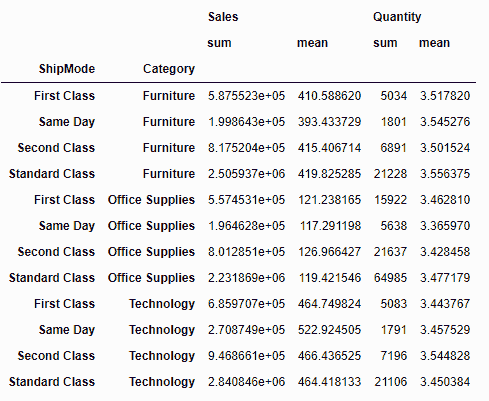 Sales Quantity
sum mean sum mean
ShipMode Category
First Class Furniture 5.875523e+05 410.588620 5034 3.517820
Same Day Furniture 1.998643e+05 393.433729 1801 3.545276
Second Class Furniture 8.175204e+05 415.406714 6891 3.501524
Standard Class Furniture 2.505937e+06 419.825285 21228 3.556375
First Class Office Supplies 5.574531e+05 121.238165 15922 3.462810
Same Day Office Supplies 1.964628e+05 117.291198 5638 3.365970
Second Class Office Supplies 8.012851e+05 126.966427 21637 3.428458
Standard Class Office Supplies 2.231869e+06 119.421546 64985 3.477179
First Class Technology 6.859707e+05 464.749824 5083 3.443767
Same Day Technology 2.708749e+05 522.924505 1791 3.457529
Second Class Technology 9.468661e+05 466.436525 7196 3.544828
Standard Class Technology 2.840846e+06 464.418133 21106 3.450384